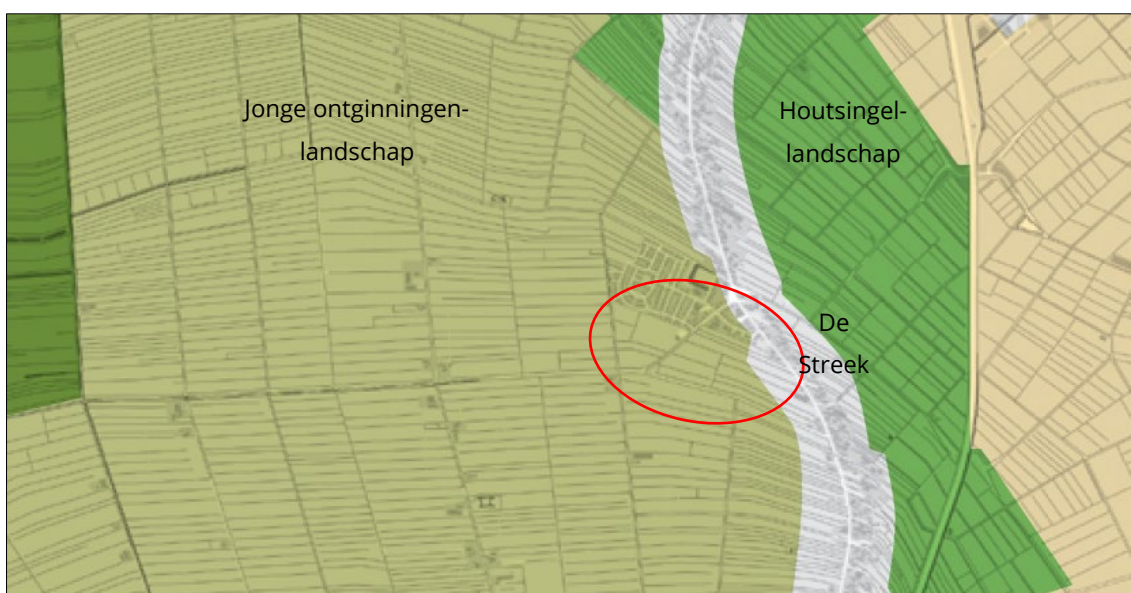 Jonge ontginningen-
landschap
Houtsingel-
landschap
De
Streek